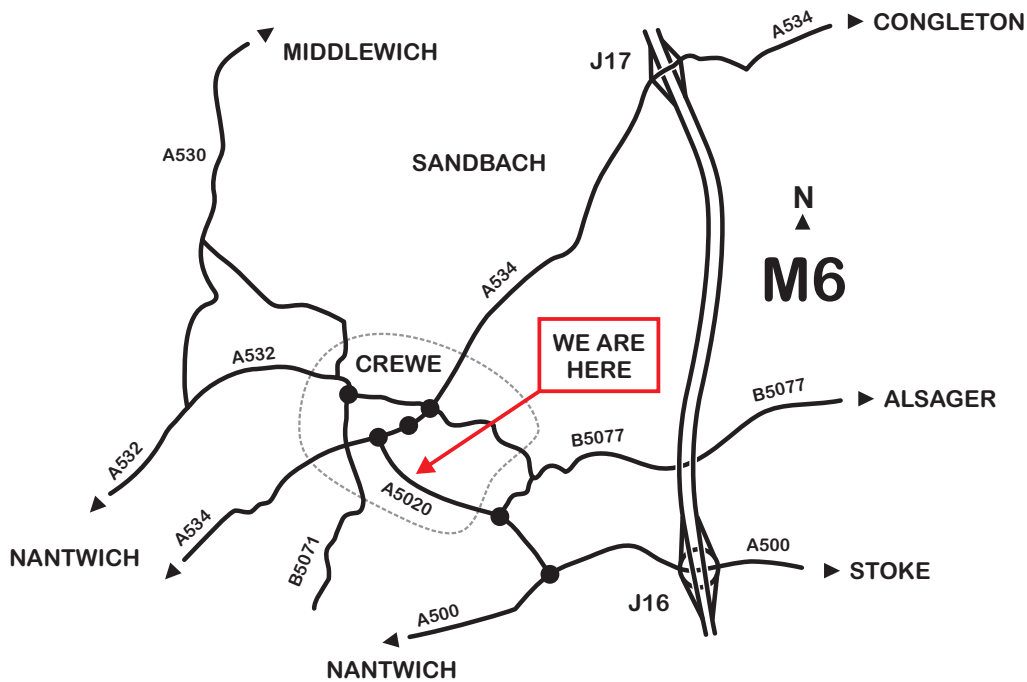 A534
CONGLETON
MIDDLEWICH
J17
A530
SANDBACH
N
M6
A534
WE ARE
HERE
A532
CREWE
B5077
ALSAGER
B5077
A532
A5020
A534
NANTWICH
B5071
A500
STOKE
J16
A500
NANTWICH